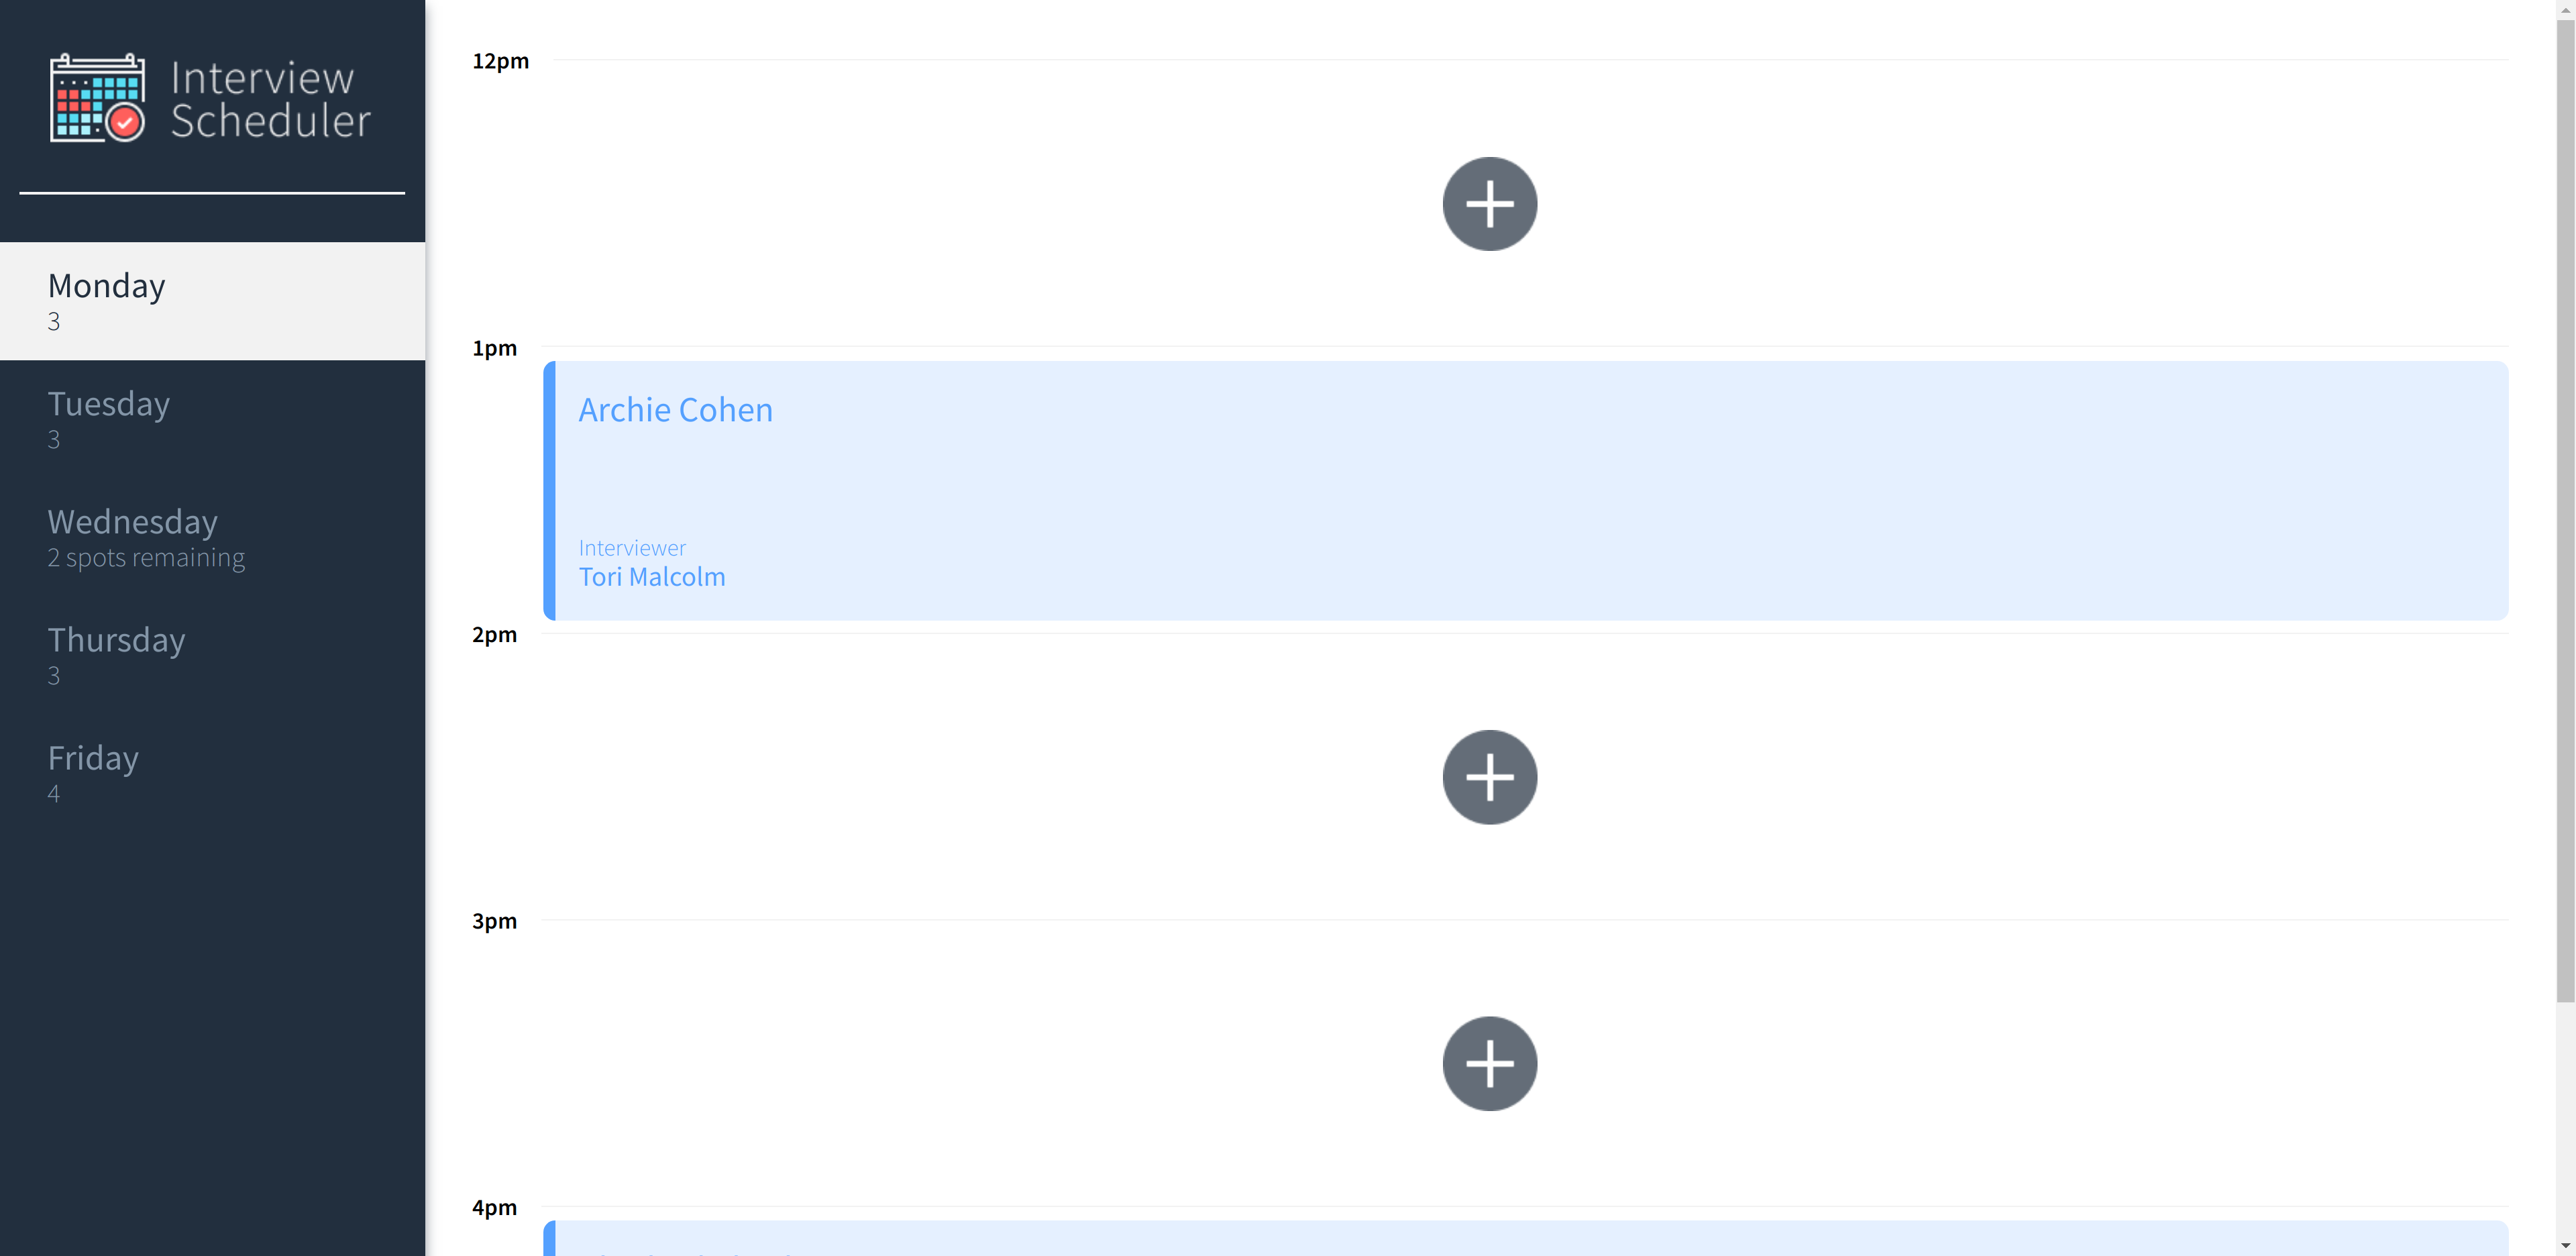 Interview
Scheduler
Monday
3
Tuesday
3
Wednesday
2 spots remaining
Thursday
3
Friday
4
12pm
1pm
Archie Cohen
Interviewer
Tori Malcolm
2pm
3pm
4pm